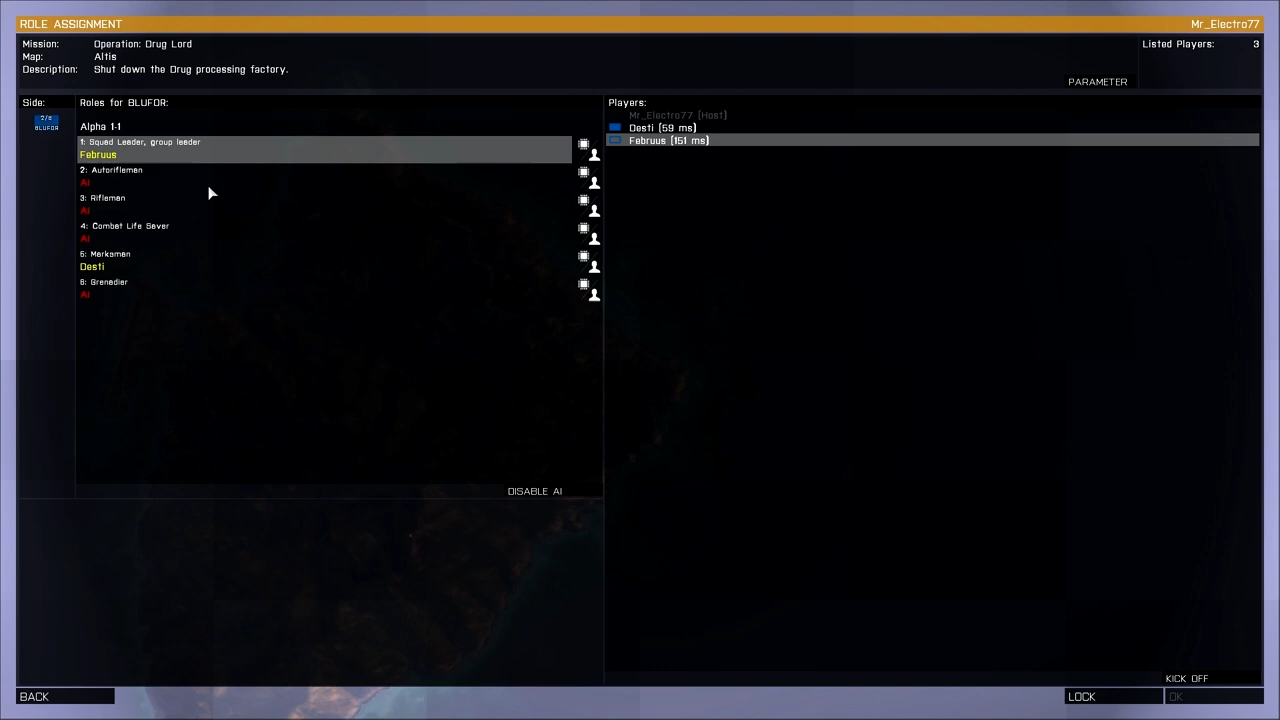 ROLE ASSIGNMENT
Mr_Electro77
Mission: Operation: Drug Lord
Map: Altis
Description: Shut down the Drug processing factory.
Listed Players: 3
PARAMETER
Side:
BLUFOR
Roles for BLUFOR:
Alpha 1-1
1: Squad Leader, group leader
Februus
2: Autorifleman
AI
3: Rifleman
AI
4: Combat Life Saver
AI
5: Marksman
Desti
6: Grenadier
AI
DISABLE AI
Players:
Mr_Electro77 (Host)
Desti (59 ms)
Februus (151 ms)
KICK OFF
BACK
LOCK
OK